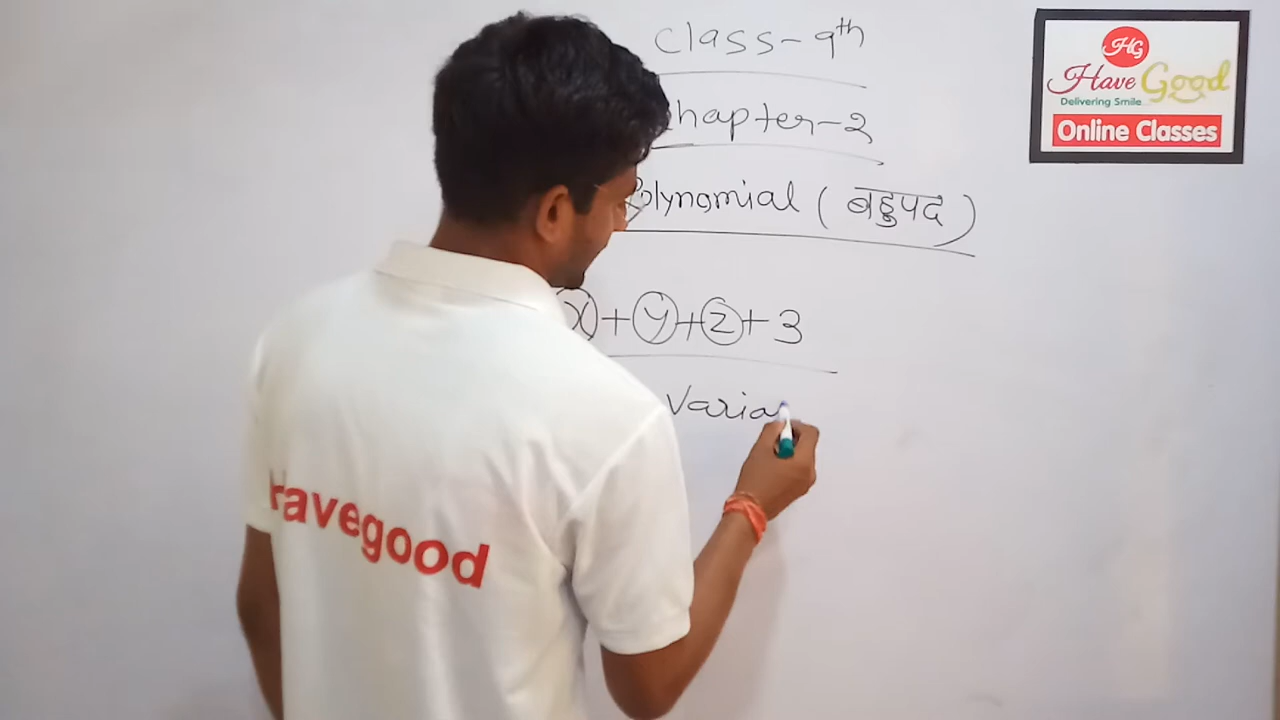 Class-9th
Chapter-2
Polynomial (बहुपद)
x+y+z+3
Varia
HG
Have Good
Delivering Smile
Online Classes
Havegood